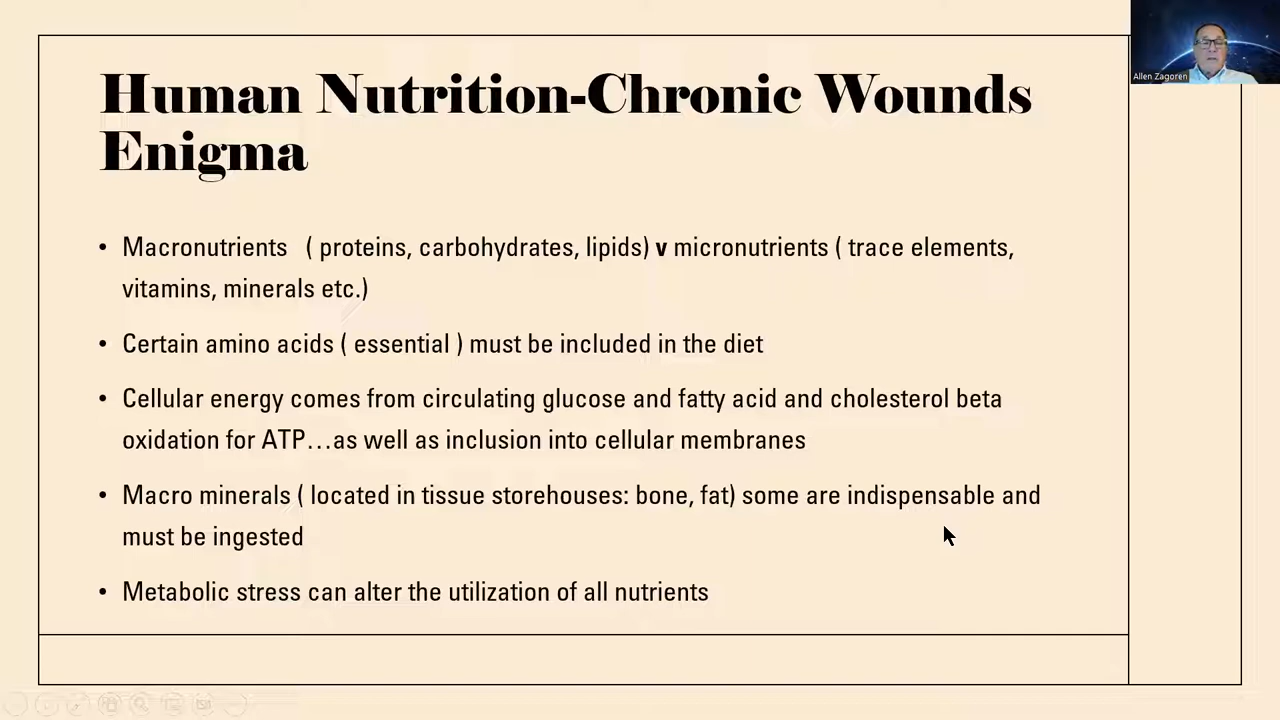 Human Nutrition-Chronic Wounds
Enigma
• Macronutrients ( proteins, carbohydrates, lipids) v micronutrients ( trace elements,
vitamins, minerals etc.)
• Certain amino acids ( essential ) must be included in the diet
• Cellular energy comes from circulating glucose and fatty acid and cholesterol beta
oxidation for ATP…as well as inclusion into cellular membranes
• Macro minerals ( located in tissue storehouses: bone, fat) some are indispensable and
must be ingested
• Metabolic stress can alter the utilization of all nutrients
Allen Zagoren